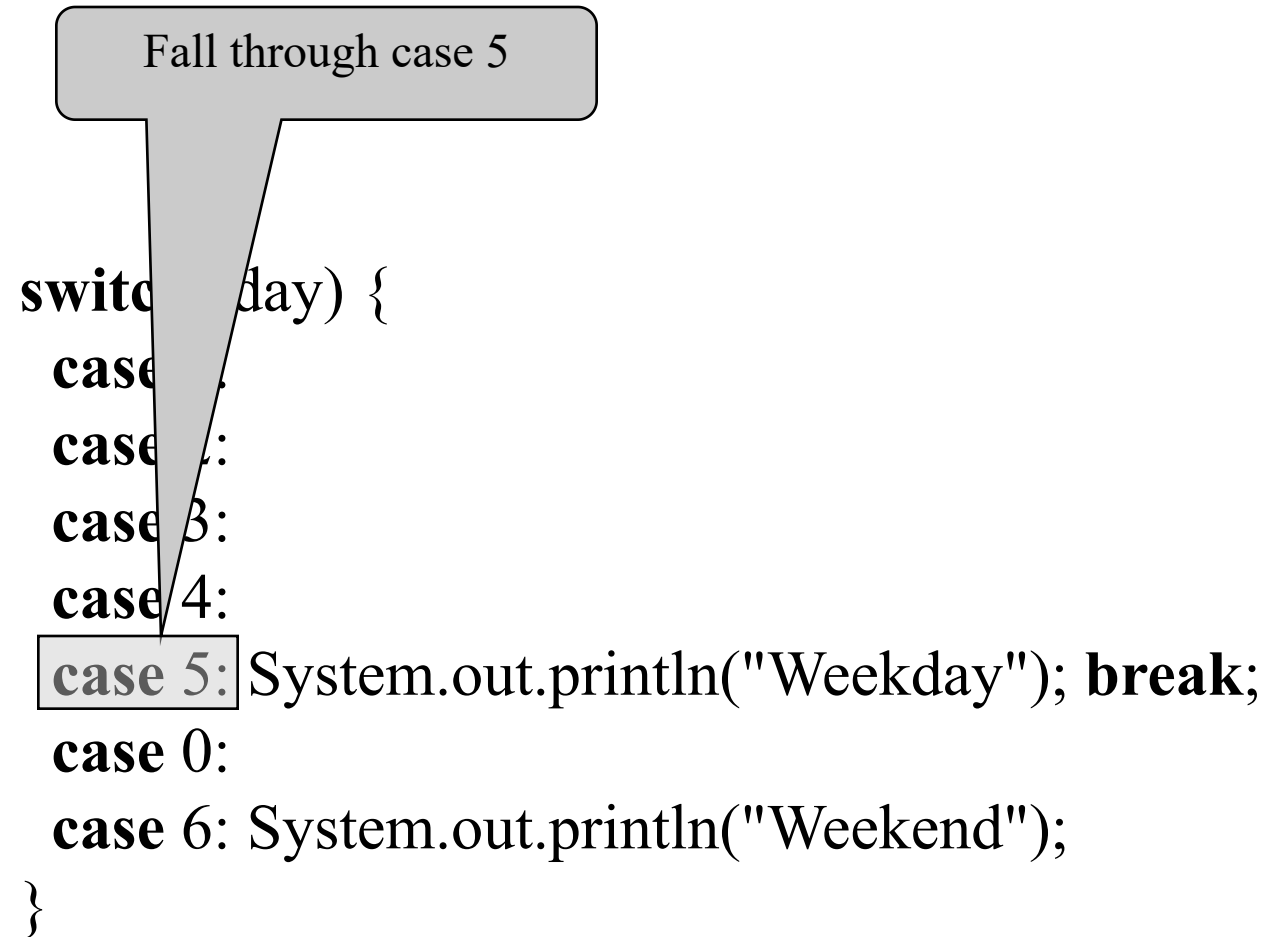 Fall through case 5
switc day) {
case :
case 2:
case 3:
case 4:
case 5: System.out.println("Weekday"); break;
case 0:
case 6: System.out.println("Weekend");
}